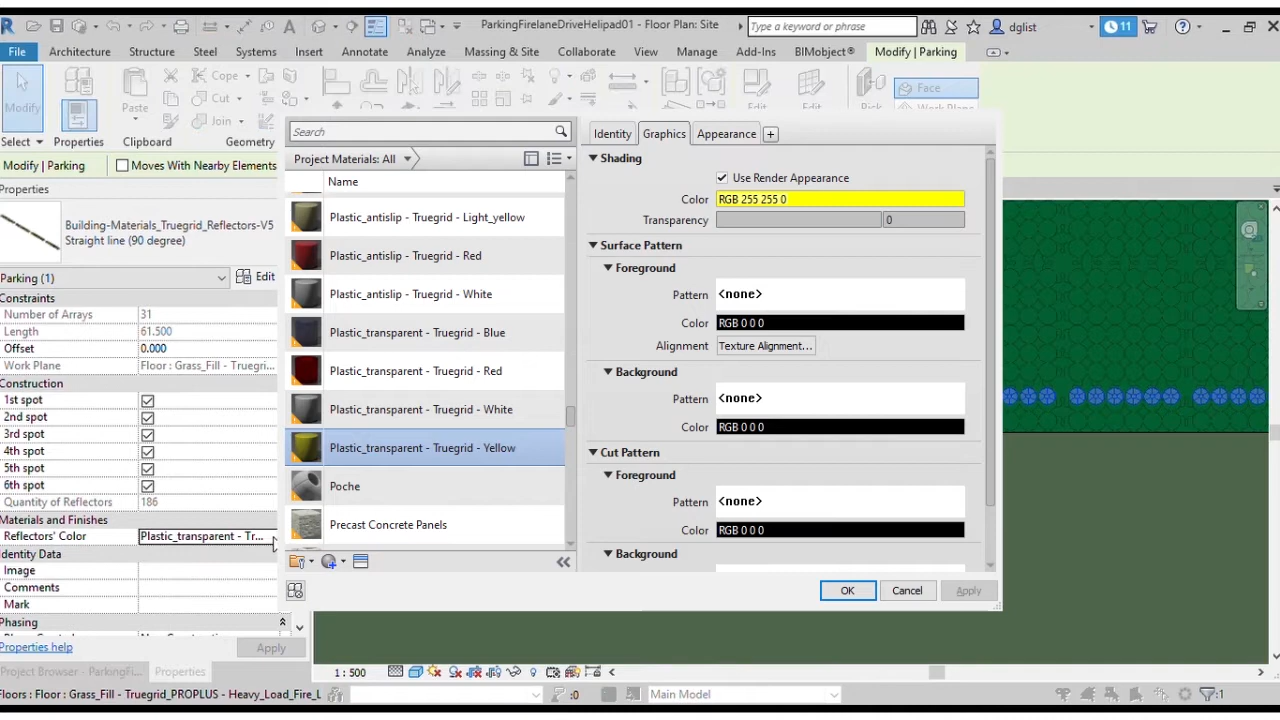 ParkingFirelaneDriveHelipad01 - Floor Plan: Site
Type a keyword or phrase
dglist
11
File Architecture Structure Steel Systems Insert Annotate Analyze Massing & Site Collaborate View Manage Add-Ins BIMobject® Modify | Parking
Modify
Properties
Paste
Cope
Cut
Join
Edit
Edit
Pick
Face
Work Plane
Select
Properties
Clipboard
Geometry
Modify | Parking
Moves With Nearby Elements
Properties
Building-Materials_Truegrid_Reflectors-V5
Straight line (90 degree)
Parking (1)
Edit
Constraints
Number of Arrays 31
Length 61.500
Offset 0.000
Work Plane Floor : Grass_Fill - Truegri...
Construction
1st spot
2nd spot
3rd spot
4th spot
5th spot
6th spot
Quantity of Reflectors 186
Materials and Finishes
Reflectors' Color Plastic_transparent - Tr...
Identity Data
Image
Comments
Mark
Phasing
Properties help
Apply
Project Browser - ParkingFi...
Properties
Search
Project Materials: All
Name
Plastic_antislip - Truegrid - Light_yellow
Plastic_antislip - Truegrid - Red
Plastic_antislip - Truegrid - White
Plastic_transparent - Truegrid - Blue
Plastic_transparent - Truegrid - Red
Plastic_transparent - Truegrid - White
Plastic_transparent - Truegrid - Yellow
Poche
Precast Concrete Panels
Identity Graphics Appearance
Shading
Use Render Appearance
Color RGB 255 255 0
Transparency 0
Surface Pattern
Foreground
Pattern <none>
Color RGB 0 0 0
Alignment Texture Alignment...
Background
Pattern <none>
Color RGB 0 0 0
Cut Pattern
Foreground
Pattern <none>
Color RGB 0 0 0
Background
OK Cancel Apply
1 : 500
Floors : Floor : Grass_Fill - Truegrid_PROPLUS - Heavy_Load_Fire_L
:0
Main Model
:1